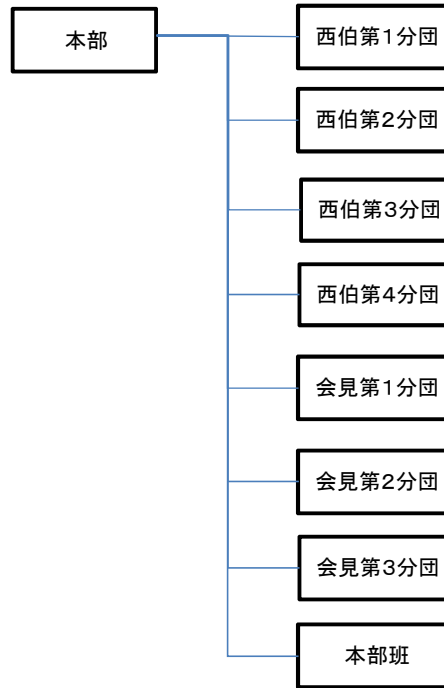 本部
西伯第１分団
西伯第２分団
西伯第３分団
西伯第４分団
会見第１分団
会見第２分団
会見第３分団
本部班